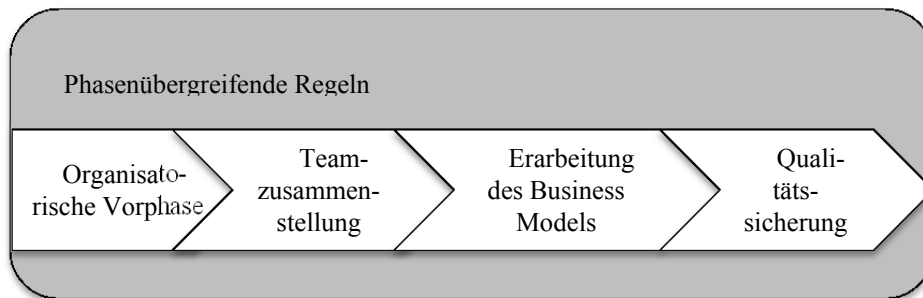 Phasenübergreifende Regeln
Organisato-
rische Vorphase
Team-
zusammen-
stellung
Erarbeitung
des Business
Models
Quali-
täts-
sicherung